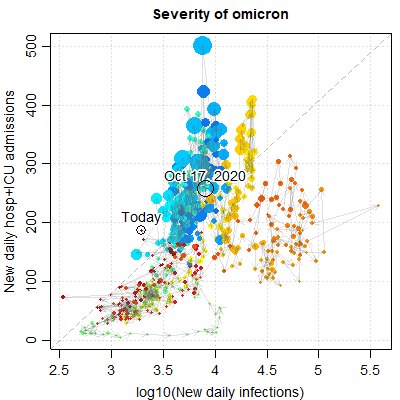 Severity of omicron
New daily hosp+ICU admissions
500
400
300
200
100
0
Oct 17, 2020
Today
2.5 3 3.5 4 4.5 5 5.5
log10(New daily infections)